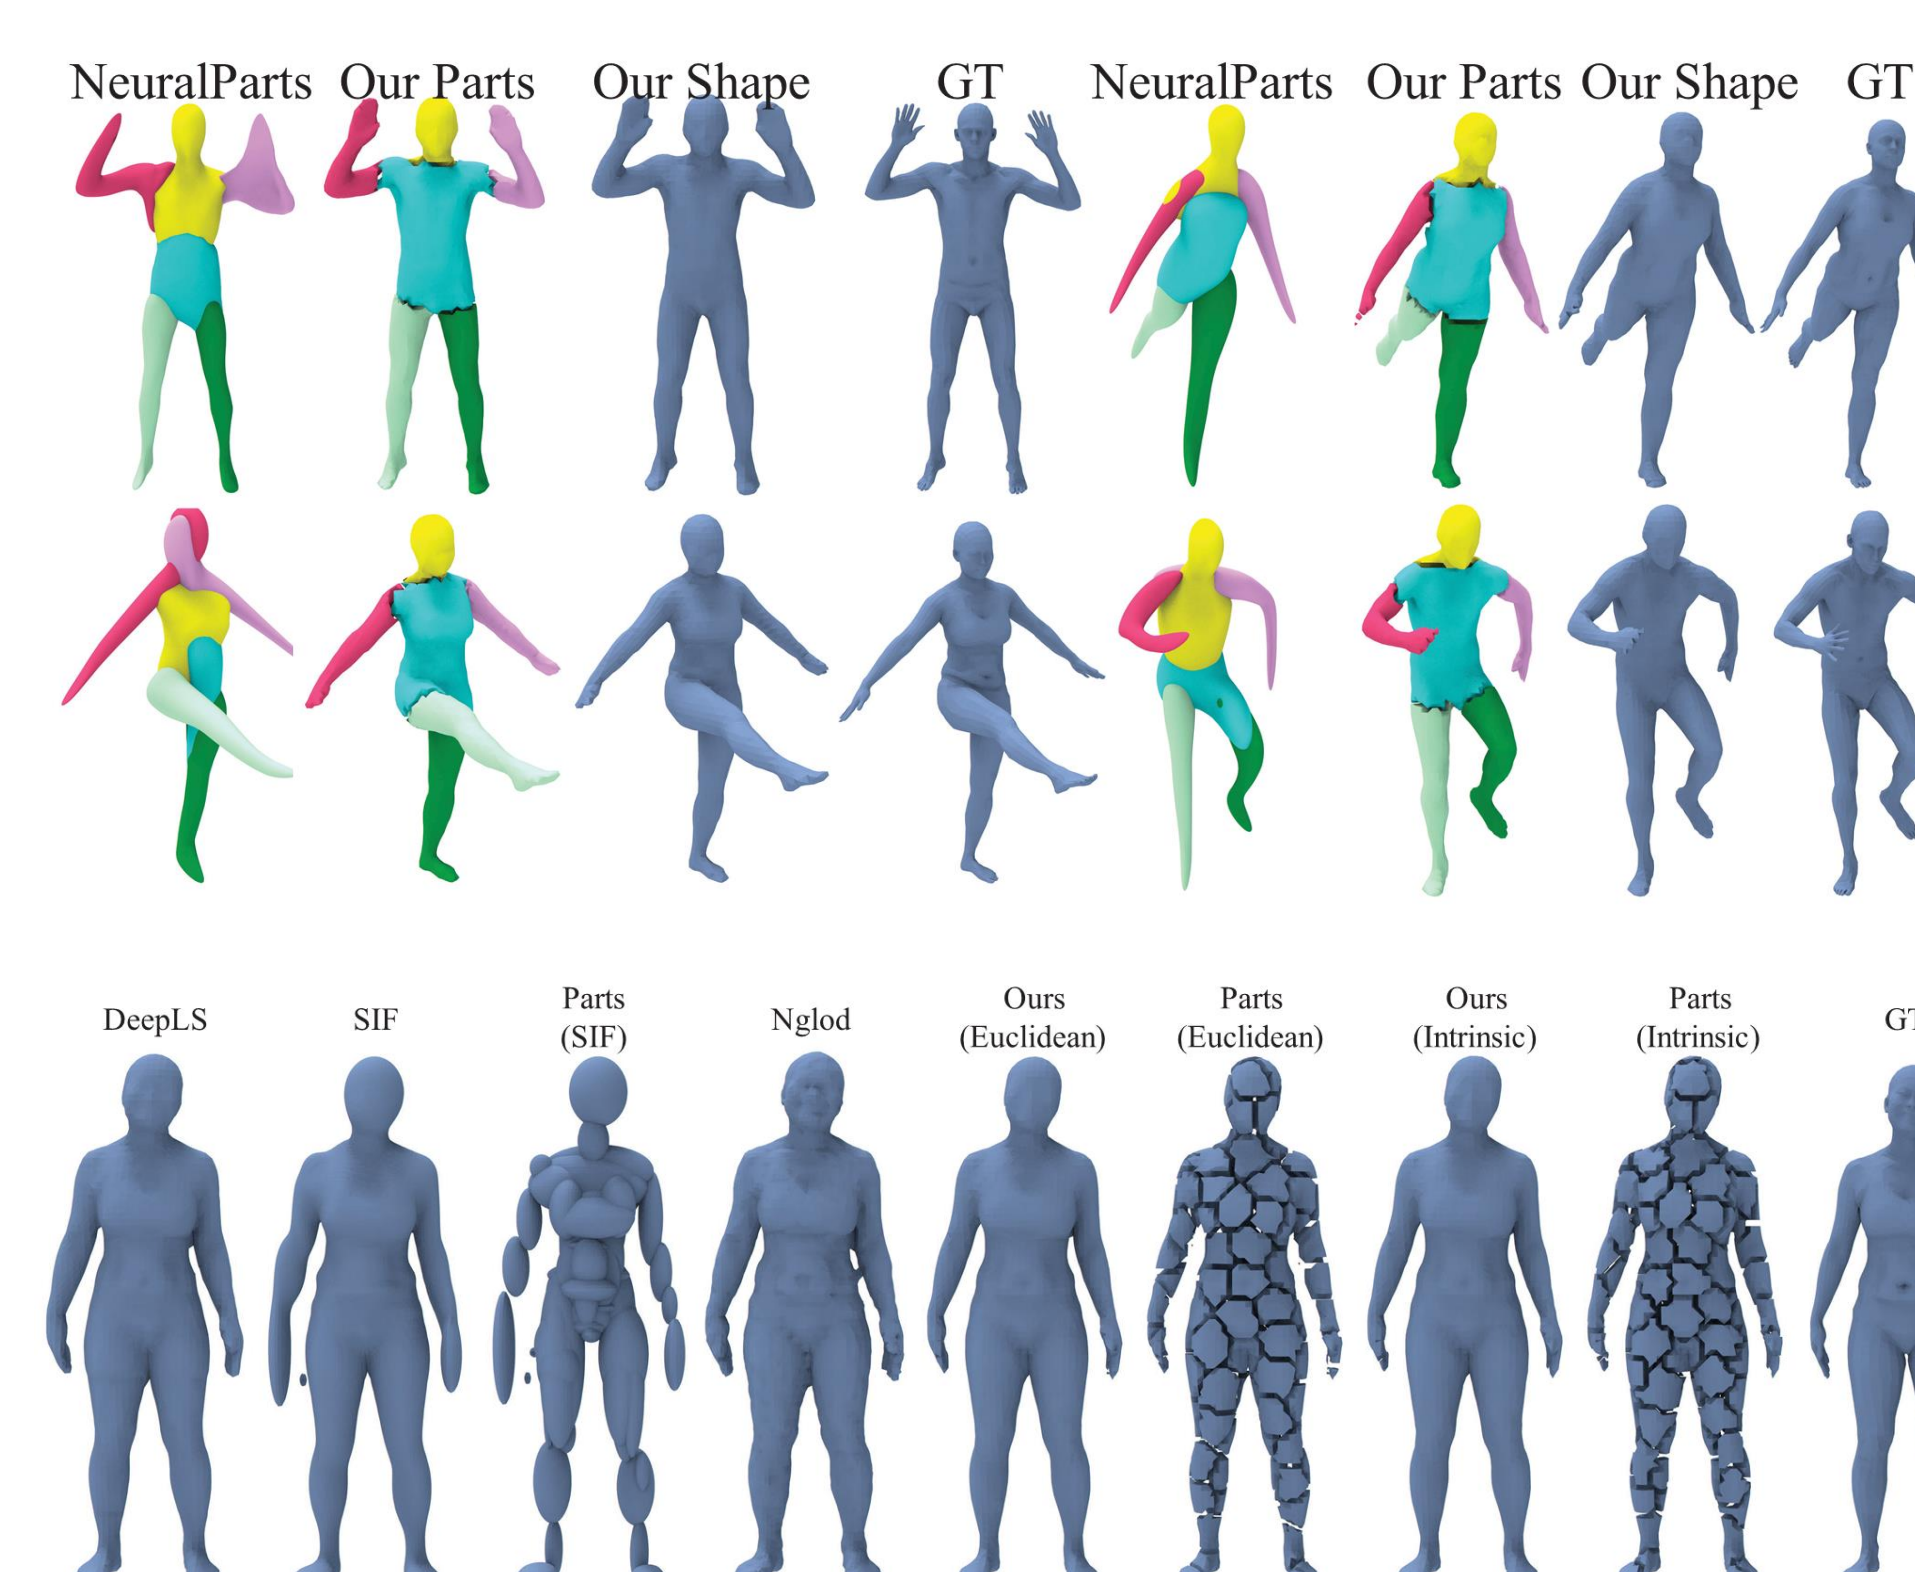 NeuralParts Our Parts Our Shape GT NeuralParts Our Parts Our Shape GT
DeepLS SIF Parts (SIF) Nglod Ours (Euclidean) Parts (Euclidean) Ours (Intrinsic) Parts (Intrinsic)